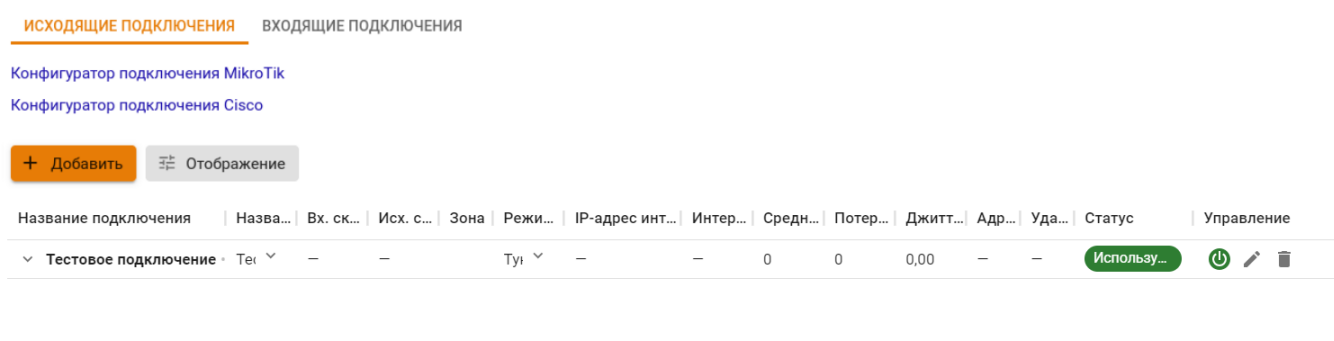 ИСХОДЯЩИЕ ПОДКЛЮЧЕНИЯ ВХОДЯЩИЕ ПОДКЛЮЧЕНИЯ
Конфигуратор подключения MikroTik
Конфигуратор подключения Cisco
+ Добавить Отображение
Название подключения Назва... Вх. ск... Исх. с... Зона Режи... IP-адрес инт... Интер... Средн... Потер... Джитт... Адр... Уда... Статус Управление
Тестовое подключение Тес — — Тун — — 0 0 0,00 — — Использу...